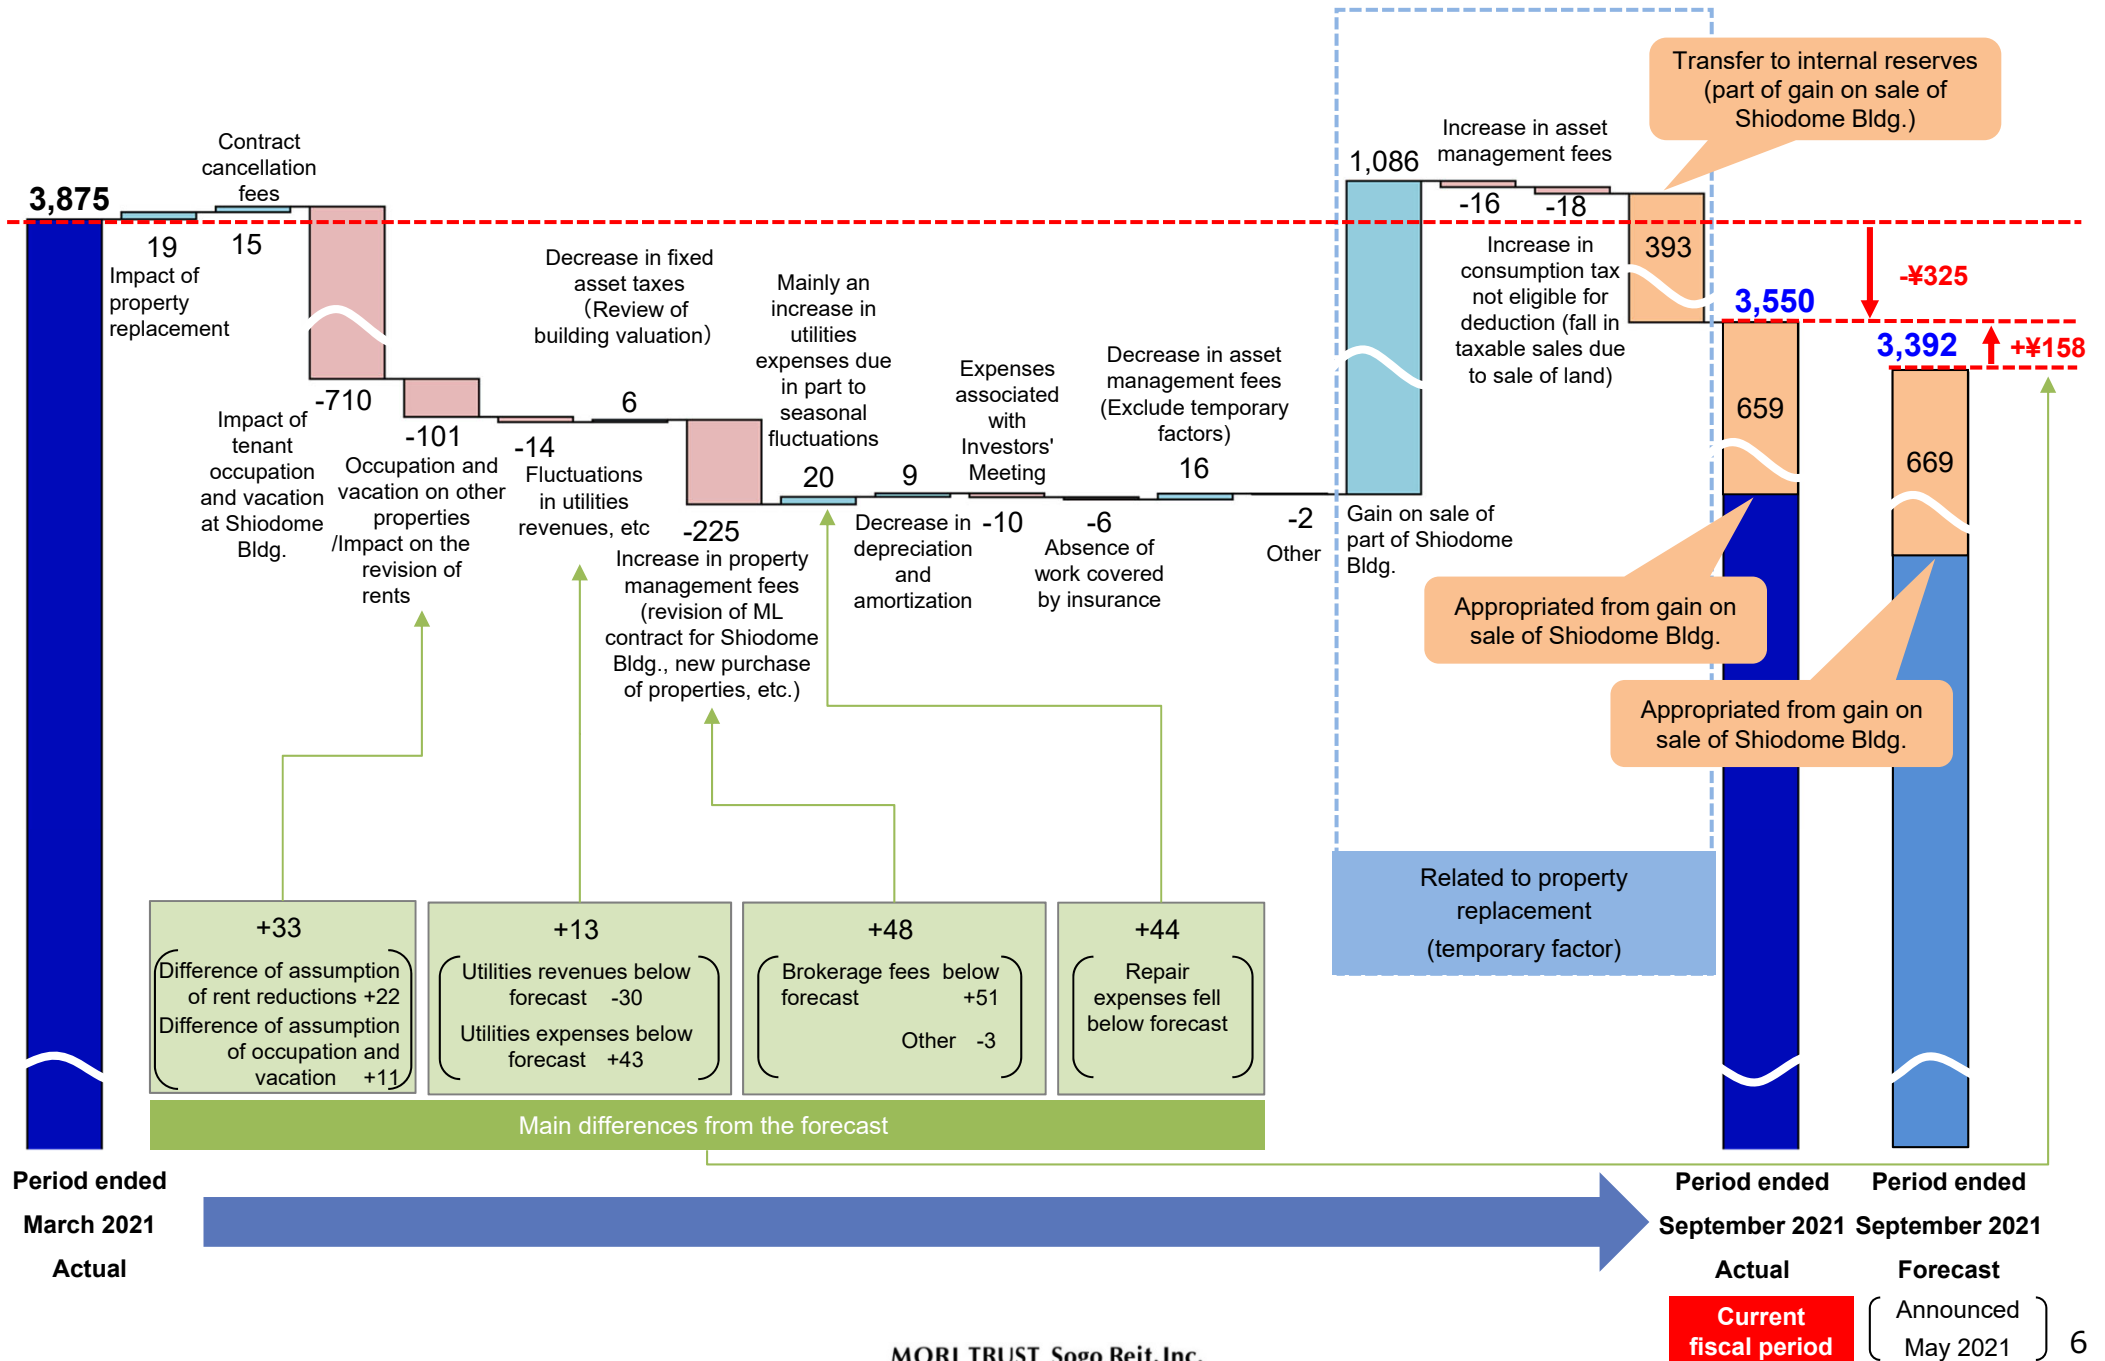 3,875
19
Impact of
property
replacement
Contract
cancellation
fees
15
-710
Impact of
tenant
occupation
and vacation
at Shiodome
Bldg.
-101
Occupation and
vacation on other
properties
/Impact on the
revision of
rents
-14
Fluctuations
in utilities
revenues, etc
Decrease in fixed
asset taxes
(Review of
building valuation)
6
-225
Increase in property
management fees
(revision of ML
contract for Shiodome
Bldg., new purchase
of properties, etc.)
Mainly an
increase in
utilities
expenses due
in part to
seasonal
fluctuations
20
9
Decrease in
depreciation
and
amortization
Expenses
associated
with
Investors'
Meeting
-10
-6
Absence of
work covered
by insurance
Decrease in asset
management fees
(Exclude temporary
factors)
16
-2
Other
1,086
Gain on sale of
part of Shiodome
Bldg.
Increase in asset
management fees
-16
-18
Increase in
consumption tax
not eligible for
deduction (fall in
taxable sales due
to sale of land)
Transfer to internal reserves
(part of gain on sale of
Shiodome Bldg.)
393
-¥325
3,550
3,392
+¥158
659
669
Appropriated from gain on
sale of Shiodome Bldg.
Appropriated from gain on
sale of Shiodome Bldg.
Related to property
replacement
(temporary factor)
+33
Difference of assumption
of rent reductions +22
Difference of assumption
of occupation and
vacation +11
+13
Utilities revenues below
forecast -30
Utilities expenses below
forecast +43
+48
Brokerage fees below
forecast +51
Other -3
+44
Repair
expenses fell
below forecast
Main differences from the forecast
Period ended
March 2021
Actual
Period ended
September 2021
Actual
Current
fiscal period
Period ended
September 2021
Forecast
Announced
May 2021
MORI TRUST Sogo Reit, Inc.
6